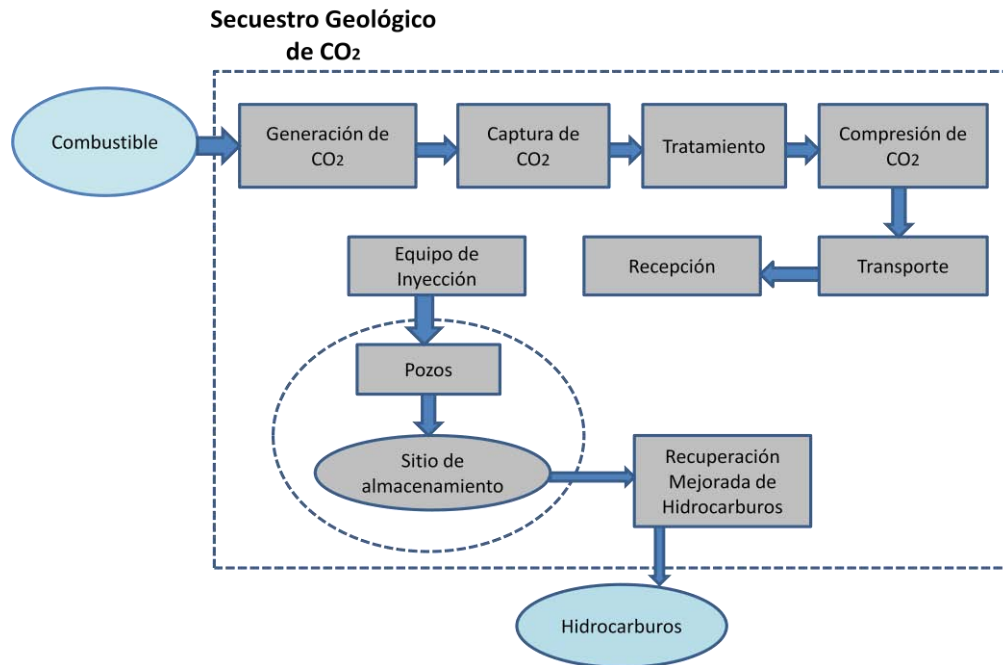 Secuestro Geológico
de CO₂
Combustible
Generación de
CO2
Captura de
CO2
Tratamiento
Compresión de
CO2
Equipo de
Inyección
Recepción
Transporte
Pozos
Sitio de
almacenamiento
Recuperación
Mejorada de
Hidrocarburos
Hidrocarburos